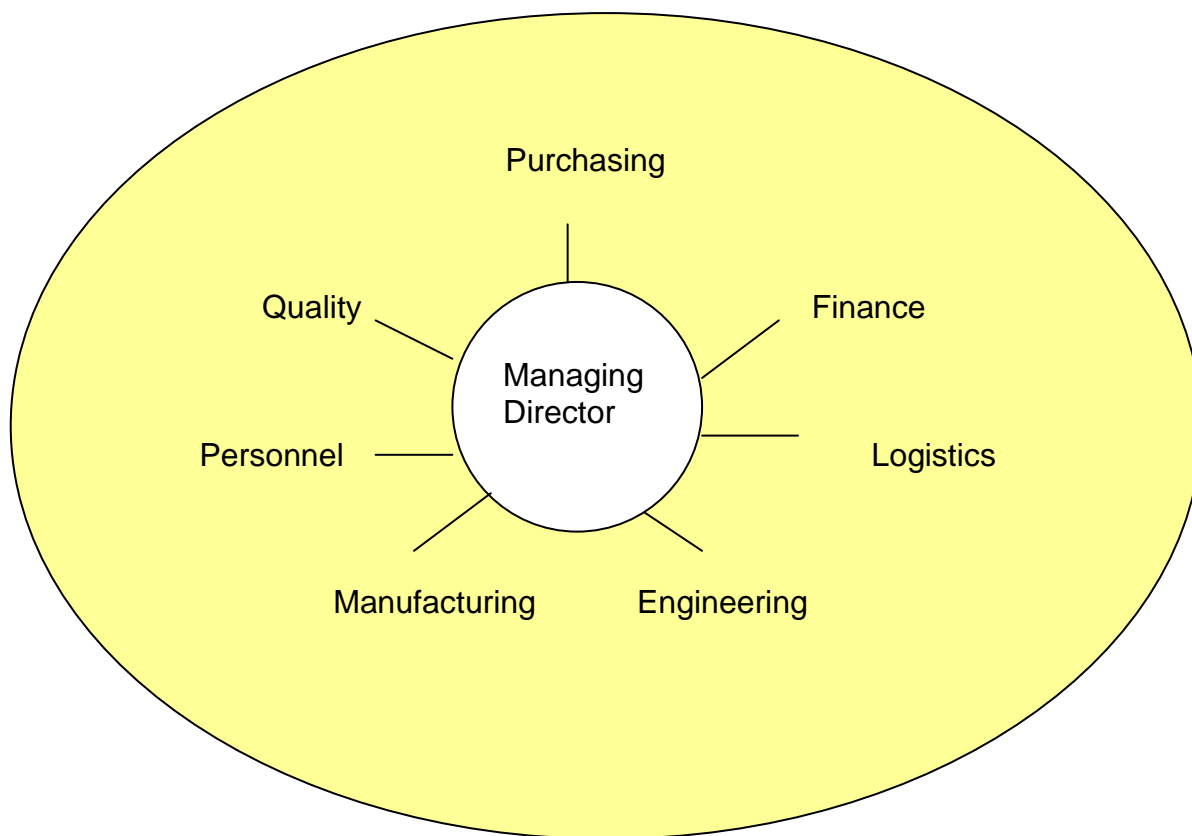 Purchasing
Quality
Finance
Managing
Director
Personnel
Logistics
Manufacturing
Engineering